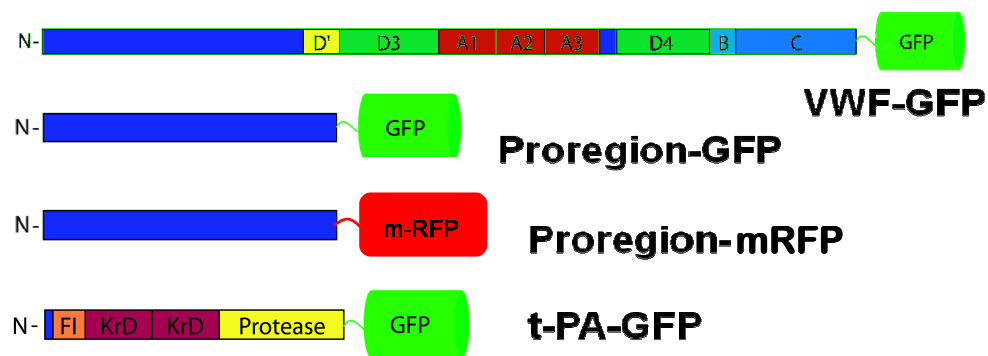 N- D' D3 A1 A2 A3 D4 B C GFP
VWF-GFP
N- GFP
Proregion-GFP
N- m-RFP
Proregion-mRFP
N- FI KrD KrD Protease GFP t-PA-GFP